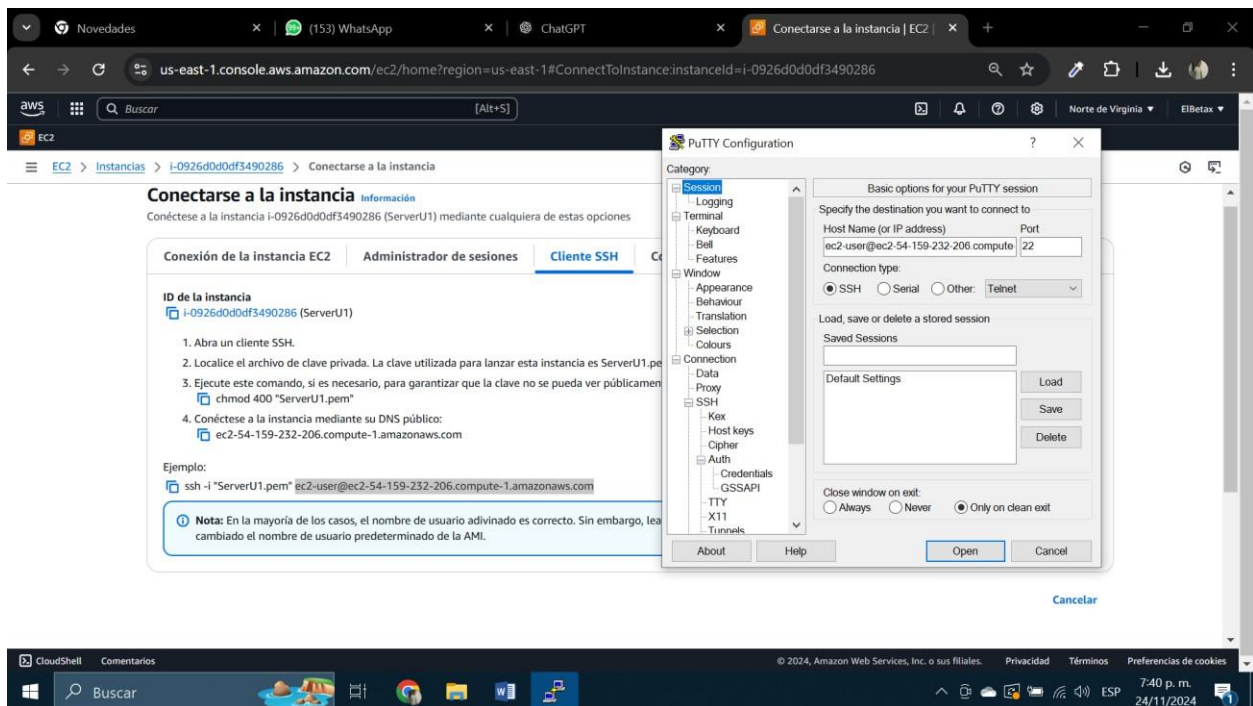 Novedades
(153) WhatsApp
ChatGPT
Conectarse a la instancia | EC2 |
us-east-1.console.aws.amazon.com/ec2/home?region=us-east-1#ConnectToInstance:instanceId=i-0926d0d0df3490286
aws
Buscar
[Alt+S]
Norte de Virginia
ElBetax
EC2
EC2 > Instancias > i-0926d0d0df3490286 > Conectarse a la instancia
Conectarse a la instancia Información
Conéctese a la instancia i-0926d0d0df3490286 (ServerU1) mediante cualquiera de estas opciones
Conexión de la instancia EC2
Administrador de sesiones
Cliente SSH
ID de la instancia
i-0926d0d0df3490286 (ServerU1)
1. Abra un cliente SSH.
2. Localice el archivo de clave privada. La clave utilizada para lanzar esta instancia es ServerU1.pe
3. Ejecute este comando, si es necesario, para garantizar que la clave no se pueda ver públicamen
chmod 400 "ServerU1.pem"
4. Conéctese a la instancia mediante su DNS público:
ec2-54-159-232-206.compute-1.amazonaws.com
Ejemplo:
ssh -i "ServerU1.pem" ec2-user@ec2-54-159-232-206.compute-1.amazonaws.com
Nota: En la mayoría de los casos, el nombre de usuario adivinado es correcto. Sin embargo, lea
cambiado el nombre de usuario predeterminado de la AMI.
Cancelar
PuTTY Configuration
?
Category:
Session
Logging
Terminal
Keyboard
Bell
Features
Window
Appearance
Behaviour
Translation
Selection
Colours
Connection
Data
Proxy
SSH
Kex
Host keys
Cipher
Auth
Credentials
GSSAPI
TTY
X11
Tunnels
Basic options for your PuTTY session
Specify the destination you want to connect to
Host Name (or IP address)
Port
ec2-user@ec2-54-159-232-206.compute-
22
Connection type:
SSH
Serial
Other:
Telnet
Load, save or delete a stored session
Saved Sessions
Default Settings
Load
Save
Delete
Close window on exit:
Always
Never
Only on clean exit
About
Help
Open
Cancel
CloudShell
Comentarios
© 2024, Amazon Web Services, Inc. o sus filiales.
Privacidad
Términos
Preferencias de cookies
Buscar
ESP
7:40 p. m.
24/11/2024
1